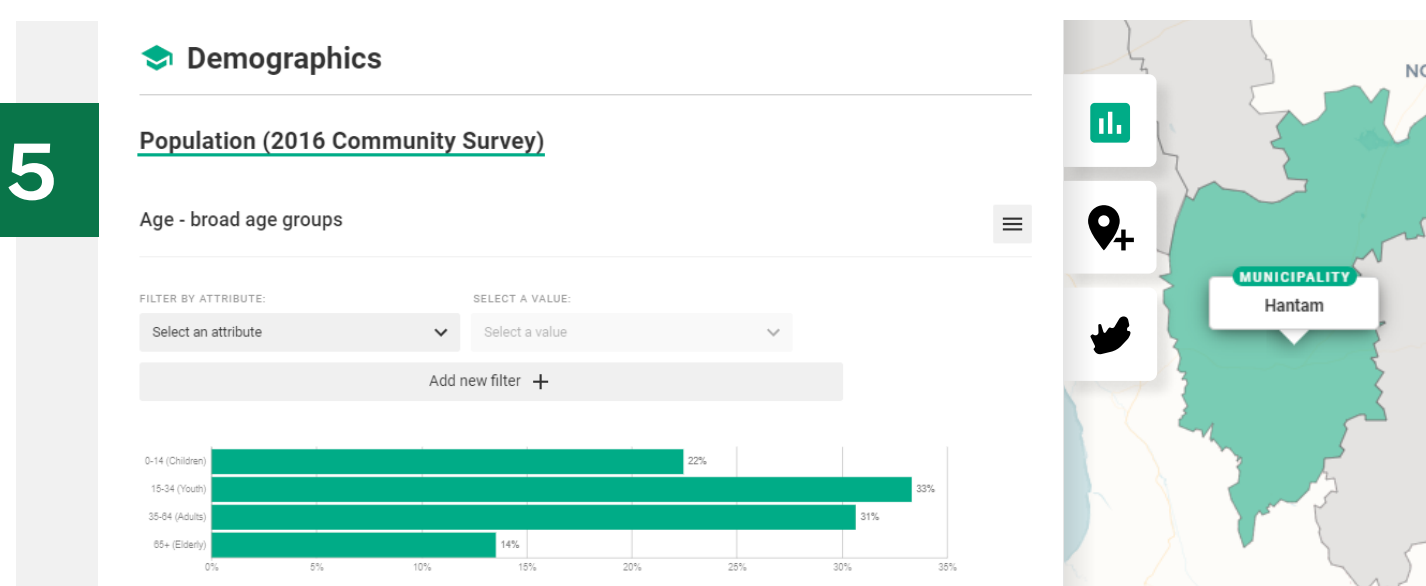 Demographics
5
Population (2016 Community Survey)
Age - broad age groups
FILTER BY ATTRIBUTE: SELECT A VALUE:
Select an attribute Select a value
Add new filter +
0-14 (Children) 22%
15-34 (Youth) 33%
35-64 (Adults) 31%
65+ (Elderly) 14%
0% 5% 10% 15% 20% 25% 30% 35%
NO
MUNICIPALITY
Hantam